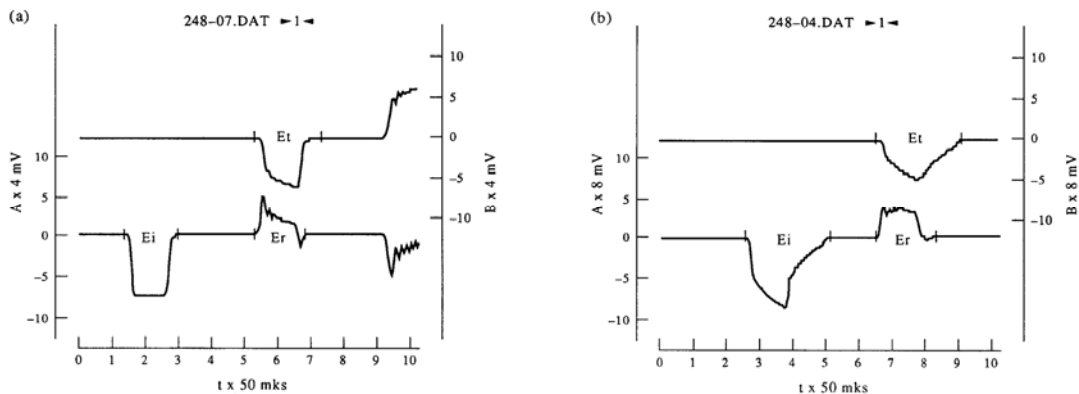 (a)
248-07.DAT ►1◄
10
5
0
-5
-10
B x 4 mV
Et
10
5
0
-5
-10
A x 4 mV
Ei
Er
0 1 2 3 4 5 6 7 8 9 10
t x 50 mks
(b)
248-04.DAT ►1◄
10
5
0
-5
-10
B x 8 mV
Et
10
5
0
-5
-10
A x 8 mV
Ei
Er
0 1 2 3 4 5 6 7 8 9 10
t x 50 mks